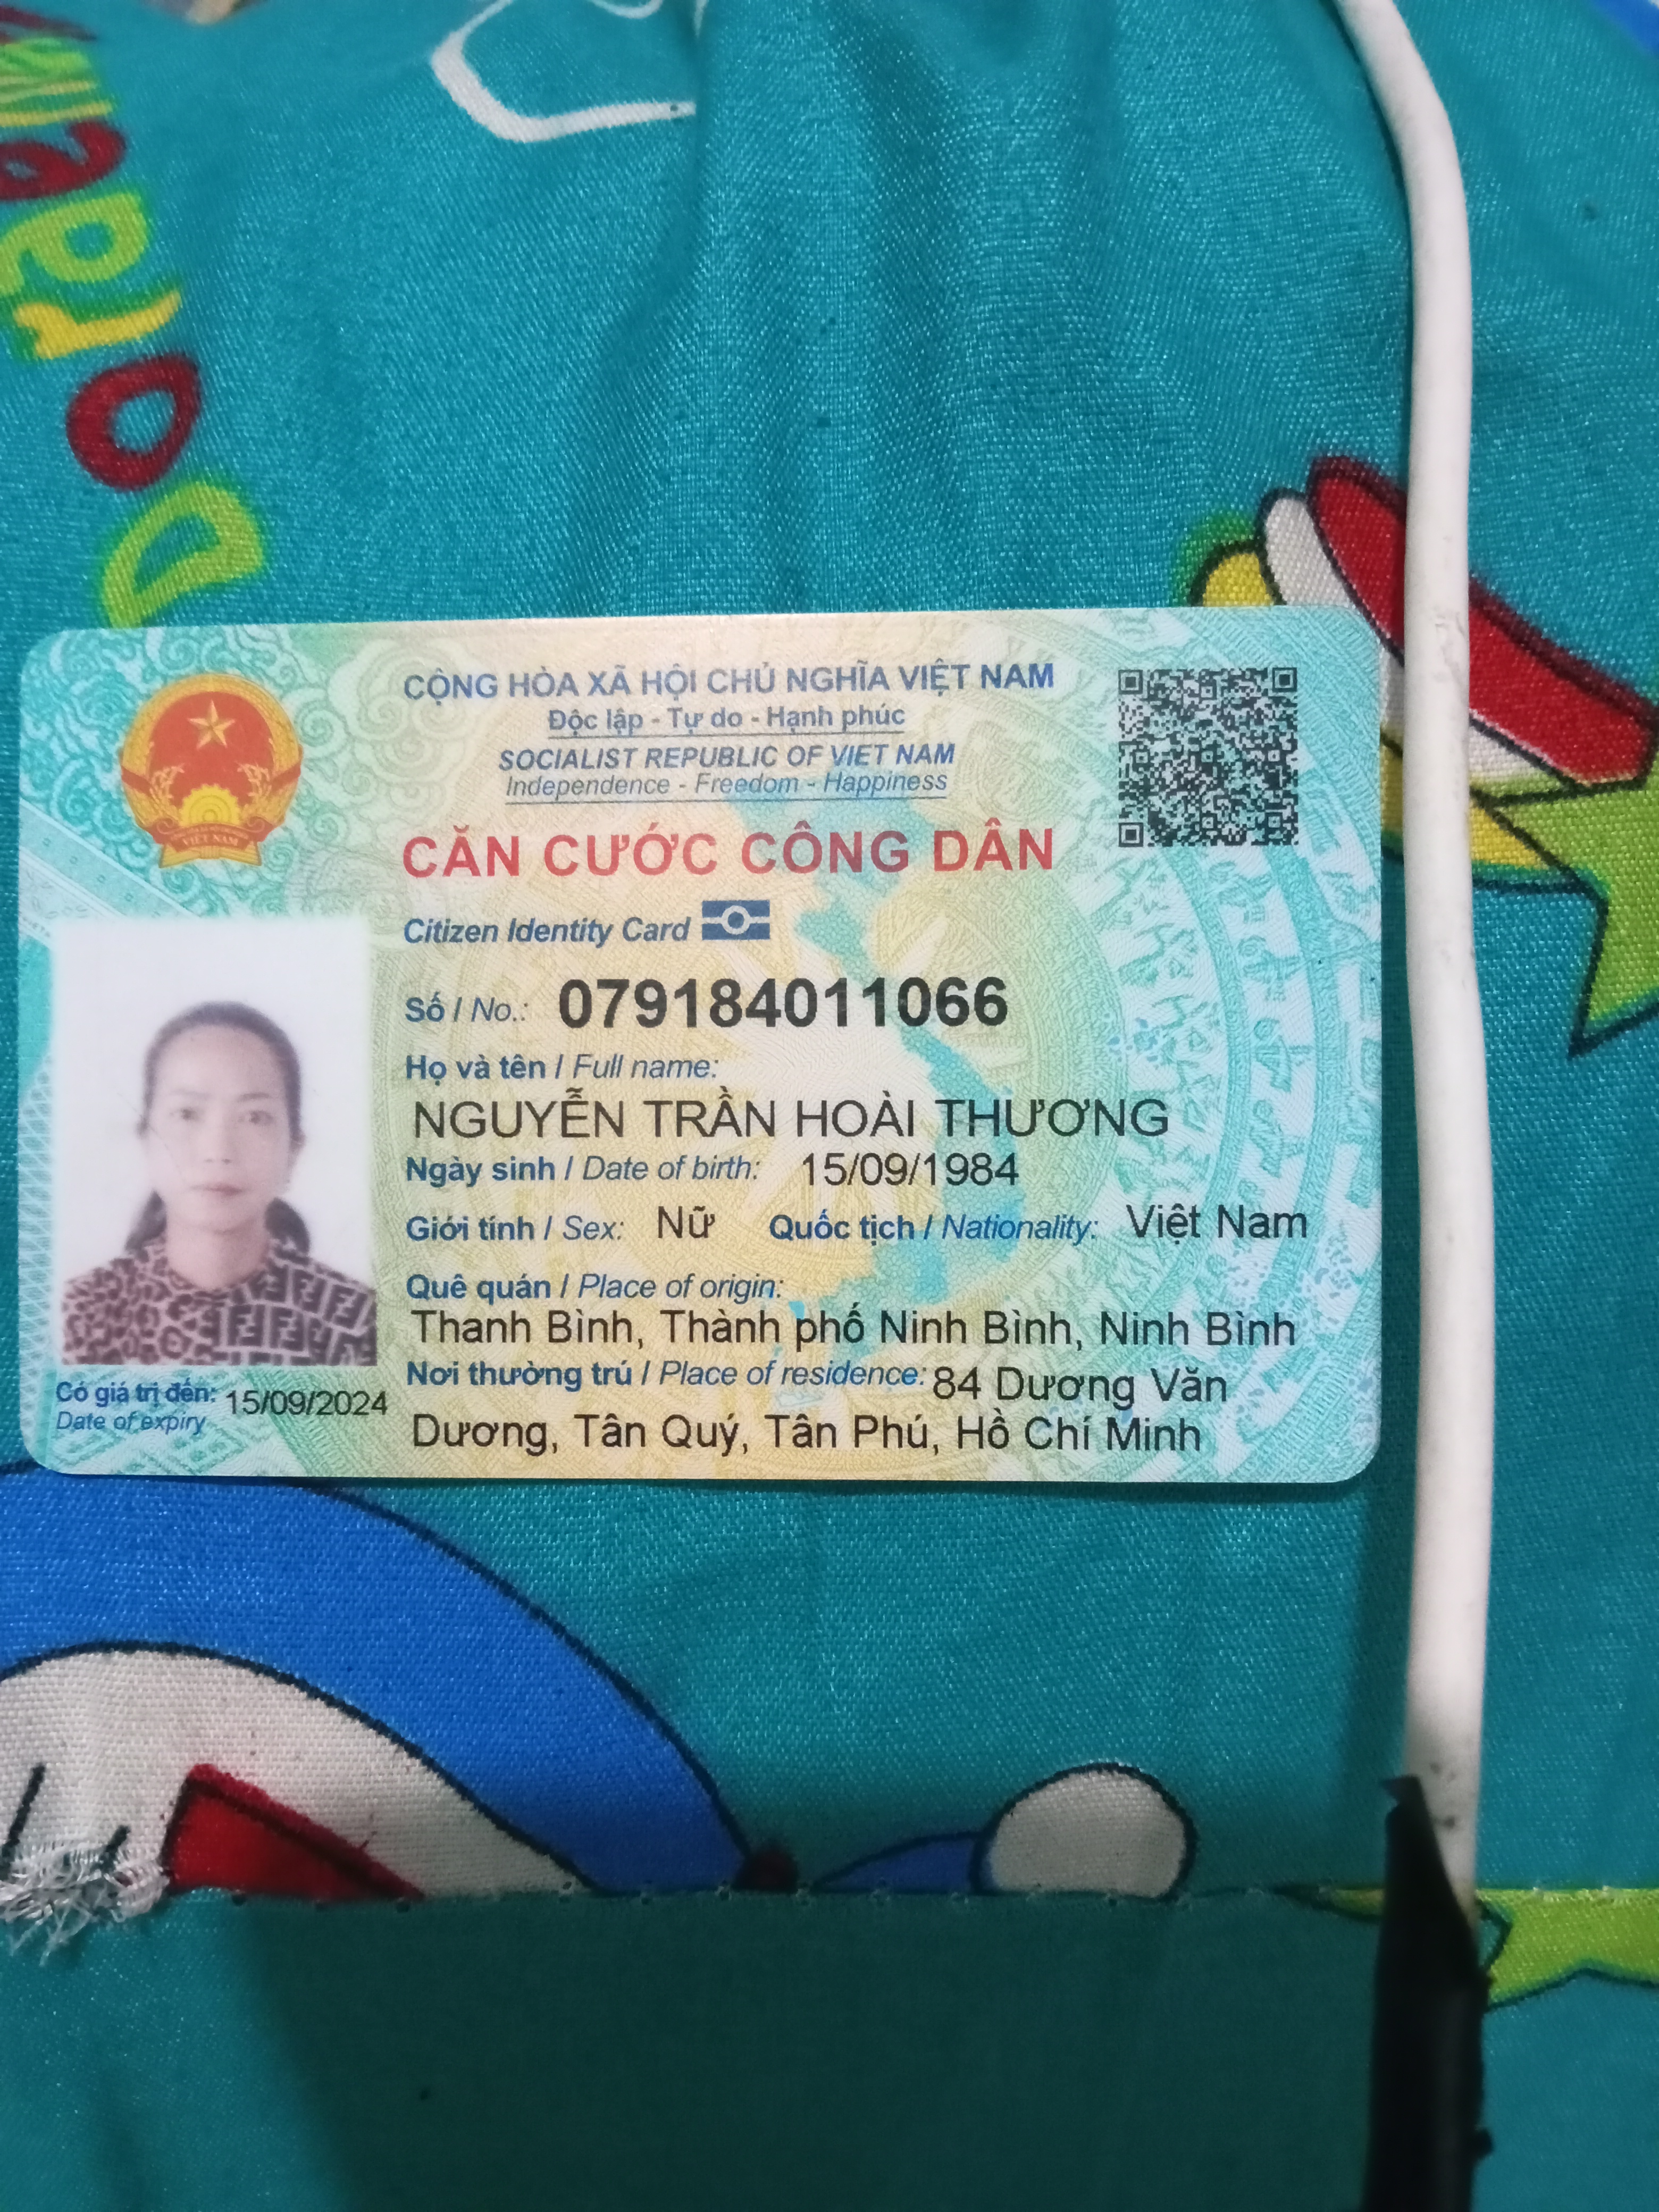 Dorae
CỘNG HÒA XÃ HỘI CHỦ NGHĨA VIỆT NAM
Độc lập - Tự do - Hạnh phúc
SOCIALIST REPUBLIC OF VIET NAM
Independence - Freedom - Happiness
VIỆT NAM
CĂN CƯỚC CÔNG DÂN
Citizen Identity Card
Số / No.: 079184011066
Họ và tên / Full name:
NGUYỄN TRẦN HOÀI THƯƠNG
Ngày sinh / Date of birth: 15/09/1984
Giới tính / Sex: Nữ Quốc tịch / Nationality: Việt Nam
Quê quán / Place of origin:
Thanh Bình, Thành phố Ninh Bình, Ninh Bình
Nơi thường trú / Place of residence: 84 Dương Văn
Dương, Tân Quý, Tân Phú, Hồ Chí Minh
Có giá trị đến: 15/09/2024
Date of expiry